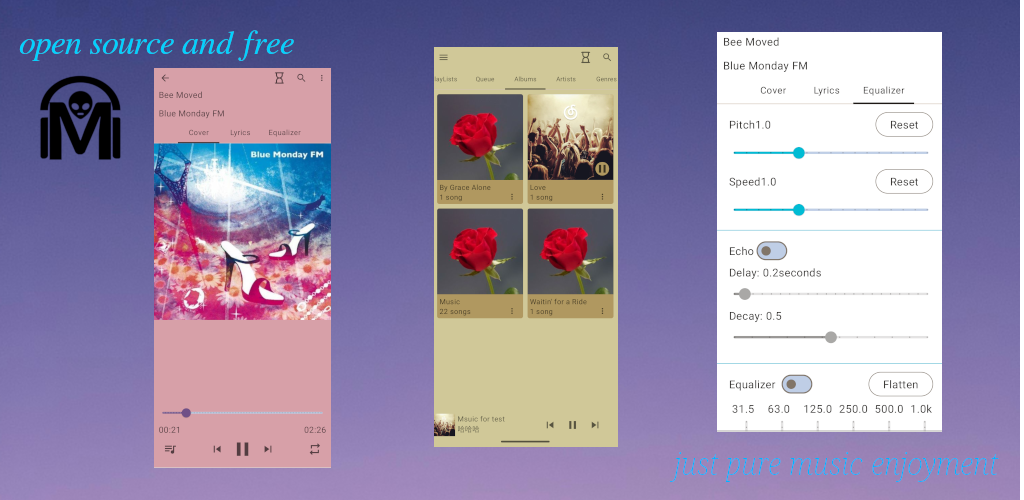 open source and free
M
Bee Moved
Blue Monday FM
Cover Lyrics Equalizer
Blue Monday FM
00:21 02:26
layLists Queue Albums Artists Genres
By Grace Alone
1 song
Love
1 song
Music
22 songs
Waitin' for a Ride
1 song
Msuic for test
哈哈哈
Bee Moved
Blue Monday FM
Cover Lyrics Equalizer
Pitch1.0 Reset
Speed1.0 Reset
Echo
Delay: 0.2seconds
Decay: 0.5
Equalizer Flatten
31.5 63.0 125.0 250.0 500.0 1.0k
just pure music enjoyment